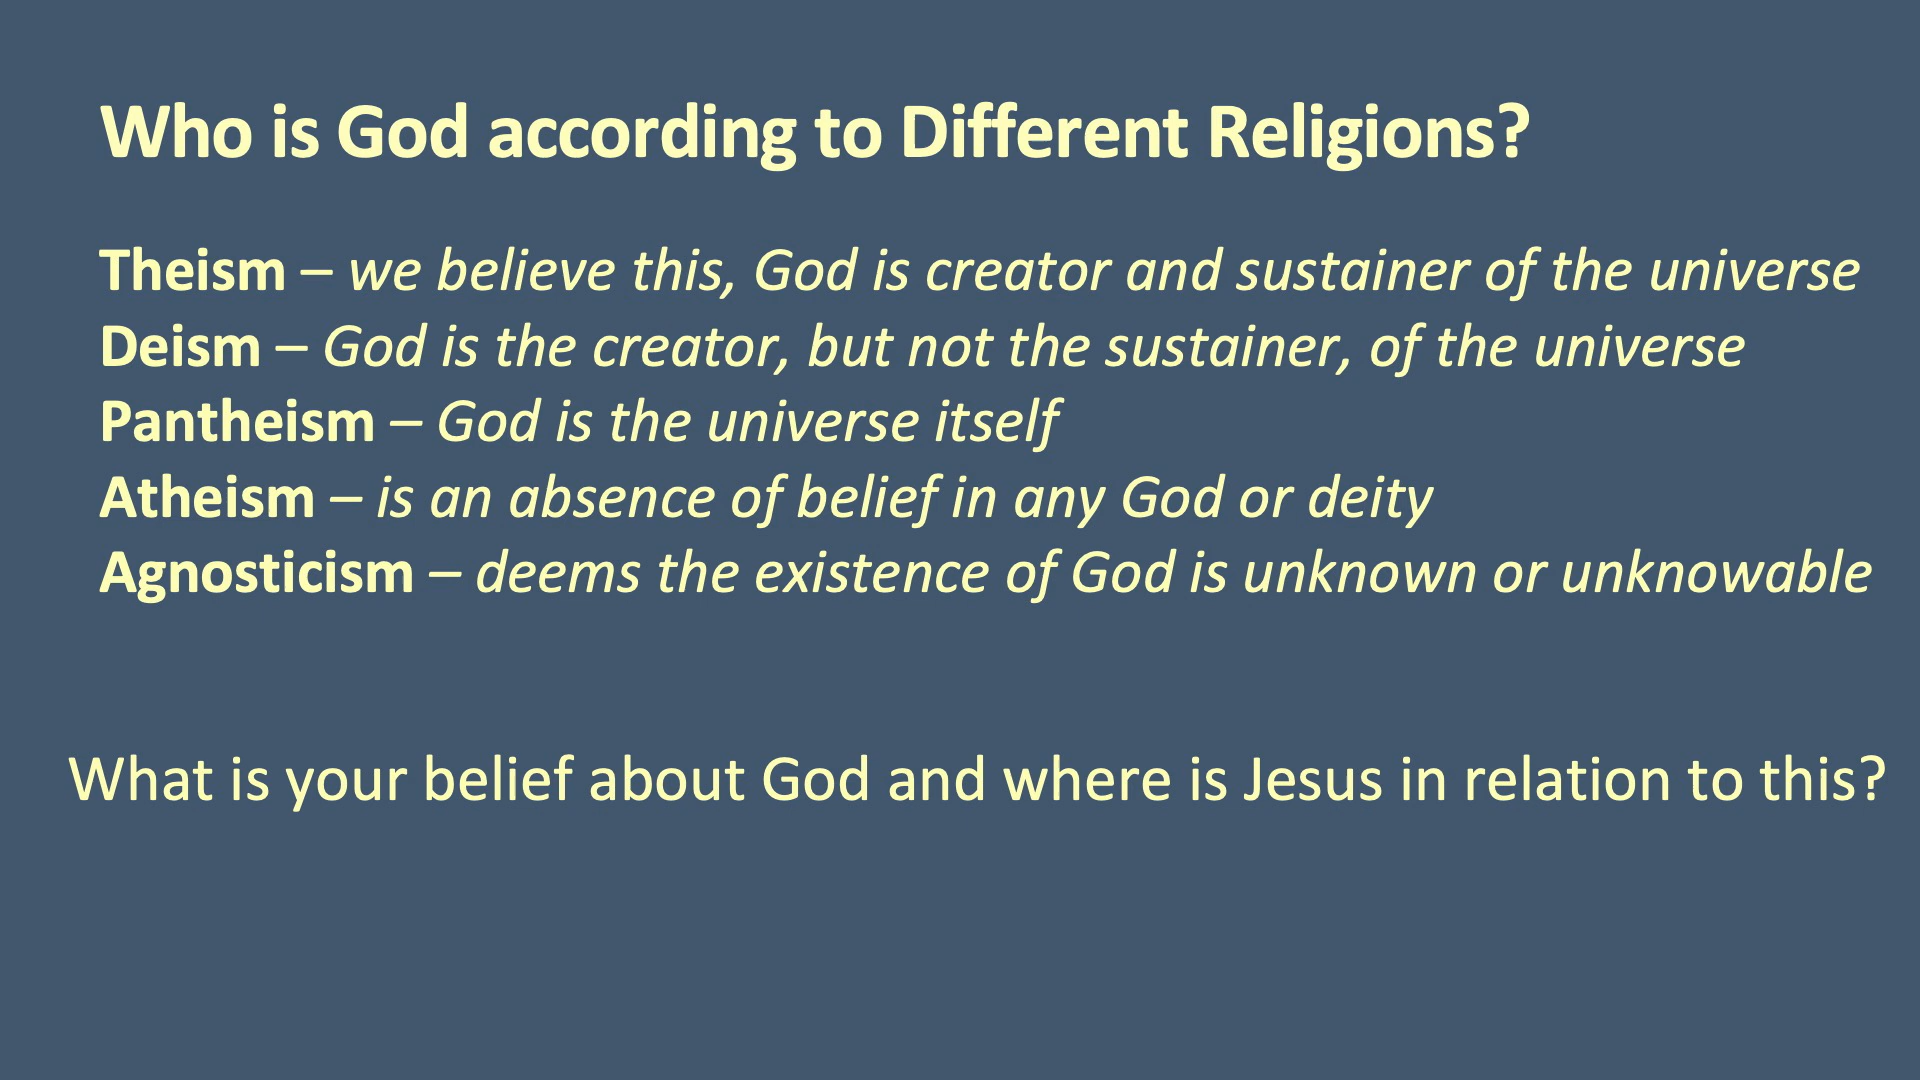 Who is God according to Different Religions?
Theism – we believe this, God is creator and sustainer of the universe
Deism – God is the creator, but not the sustainer, of the universe
Pantheism – God is the universe itself
Atheism – is an absence of belief in any God or deity
Agnosticism – deems the existence of God is unknown or unknowable
What is your belief about God and where is Jesus in relation to this?